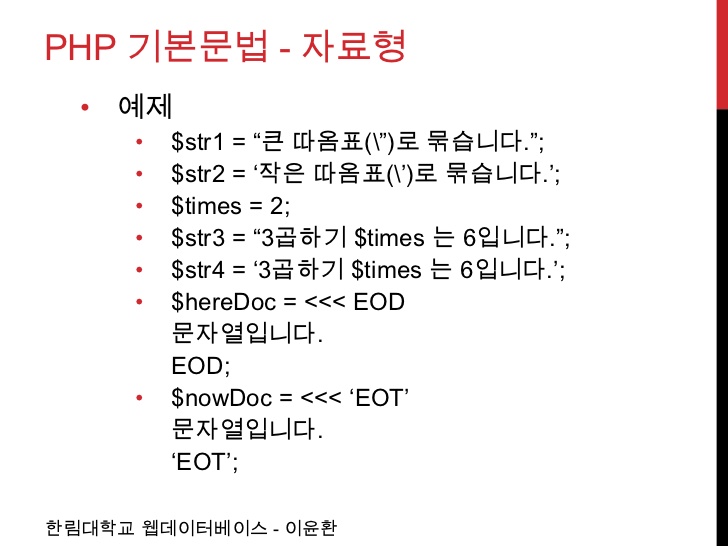 PHP 기본문법 - 자료형
• 예제
• $str1 = “큰 따옴표(\”)로 묶습니다.”;
• $str2 = ‘작은 따옴표(\’)로 묶습니다.’;
• $times = 2;
• $str3 = “3곱하기 $times 는 6입니다.”;
• $str4 = ‘3곱하기 $times 는 6입니다.’;
• $hereDoc = <<< EOD
문자열입니다.
EOD;
• $nowDoc = <<< ‘EOT’
문자열입니다.
‘EOT’;
한림대학교 웹데이터베이스 - 이윤환